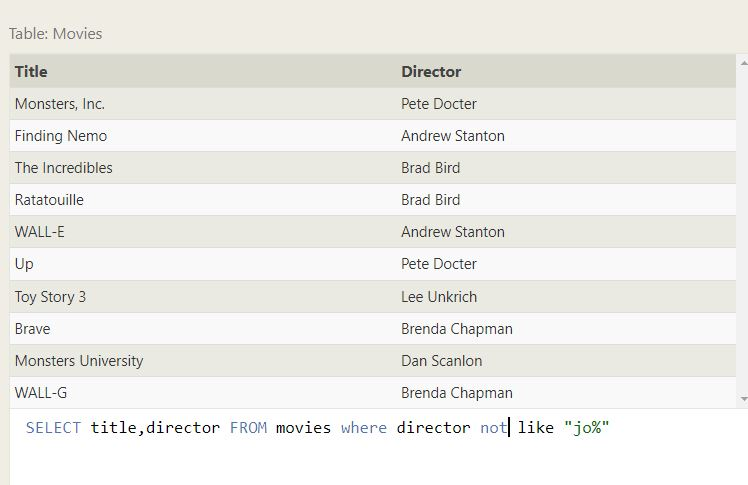 Table: Movies
Title Director
Monsters, Inc. Pete Docter
Finding Nemo Andrew Stanton
The Incredibles Brad Bird
Ratatouille Brad Bird
WALL-E Andrew Stanton
Up Pete Docter
Toy Story 3 Lee Unkrich
Brave Brenda Chapman
Monsters University Dan Scanlon
WALL-G Brenda Chapman
SELECT title,director FROM movies where director not like "jo%"